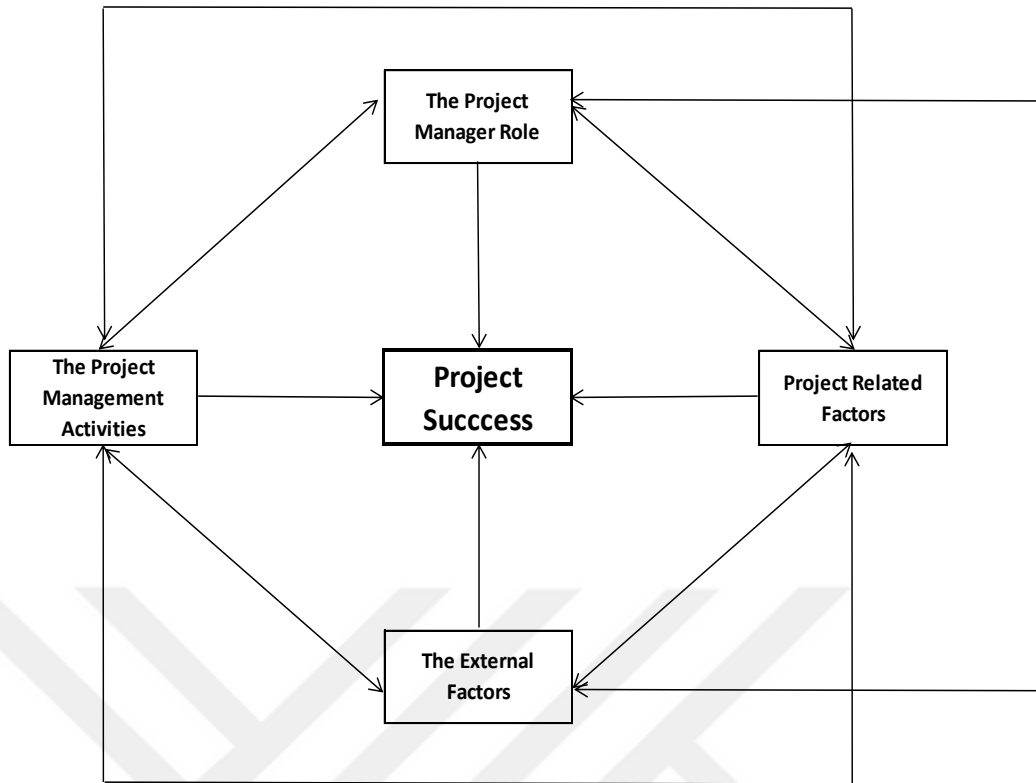 The Project
Manager Role
The Project
Management
Activities
Project
Succcess
Project Related
Factors
The External
Factors